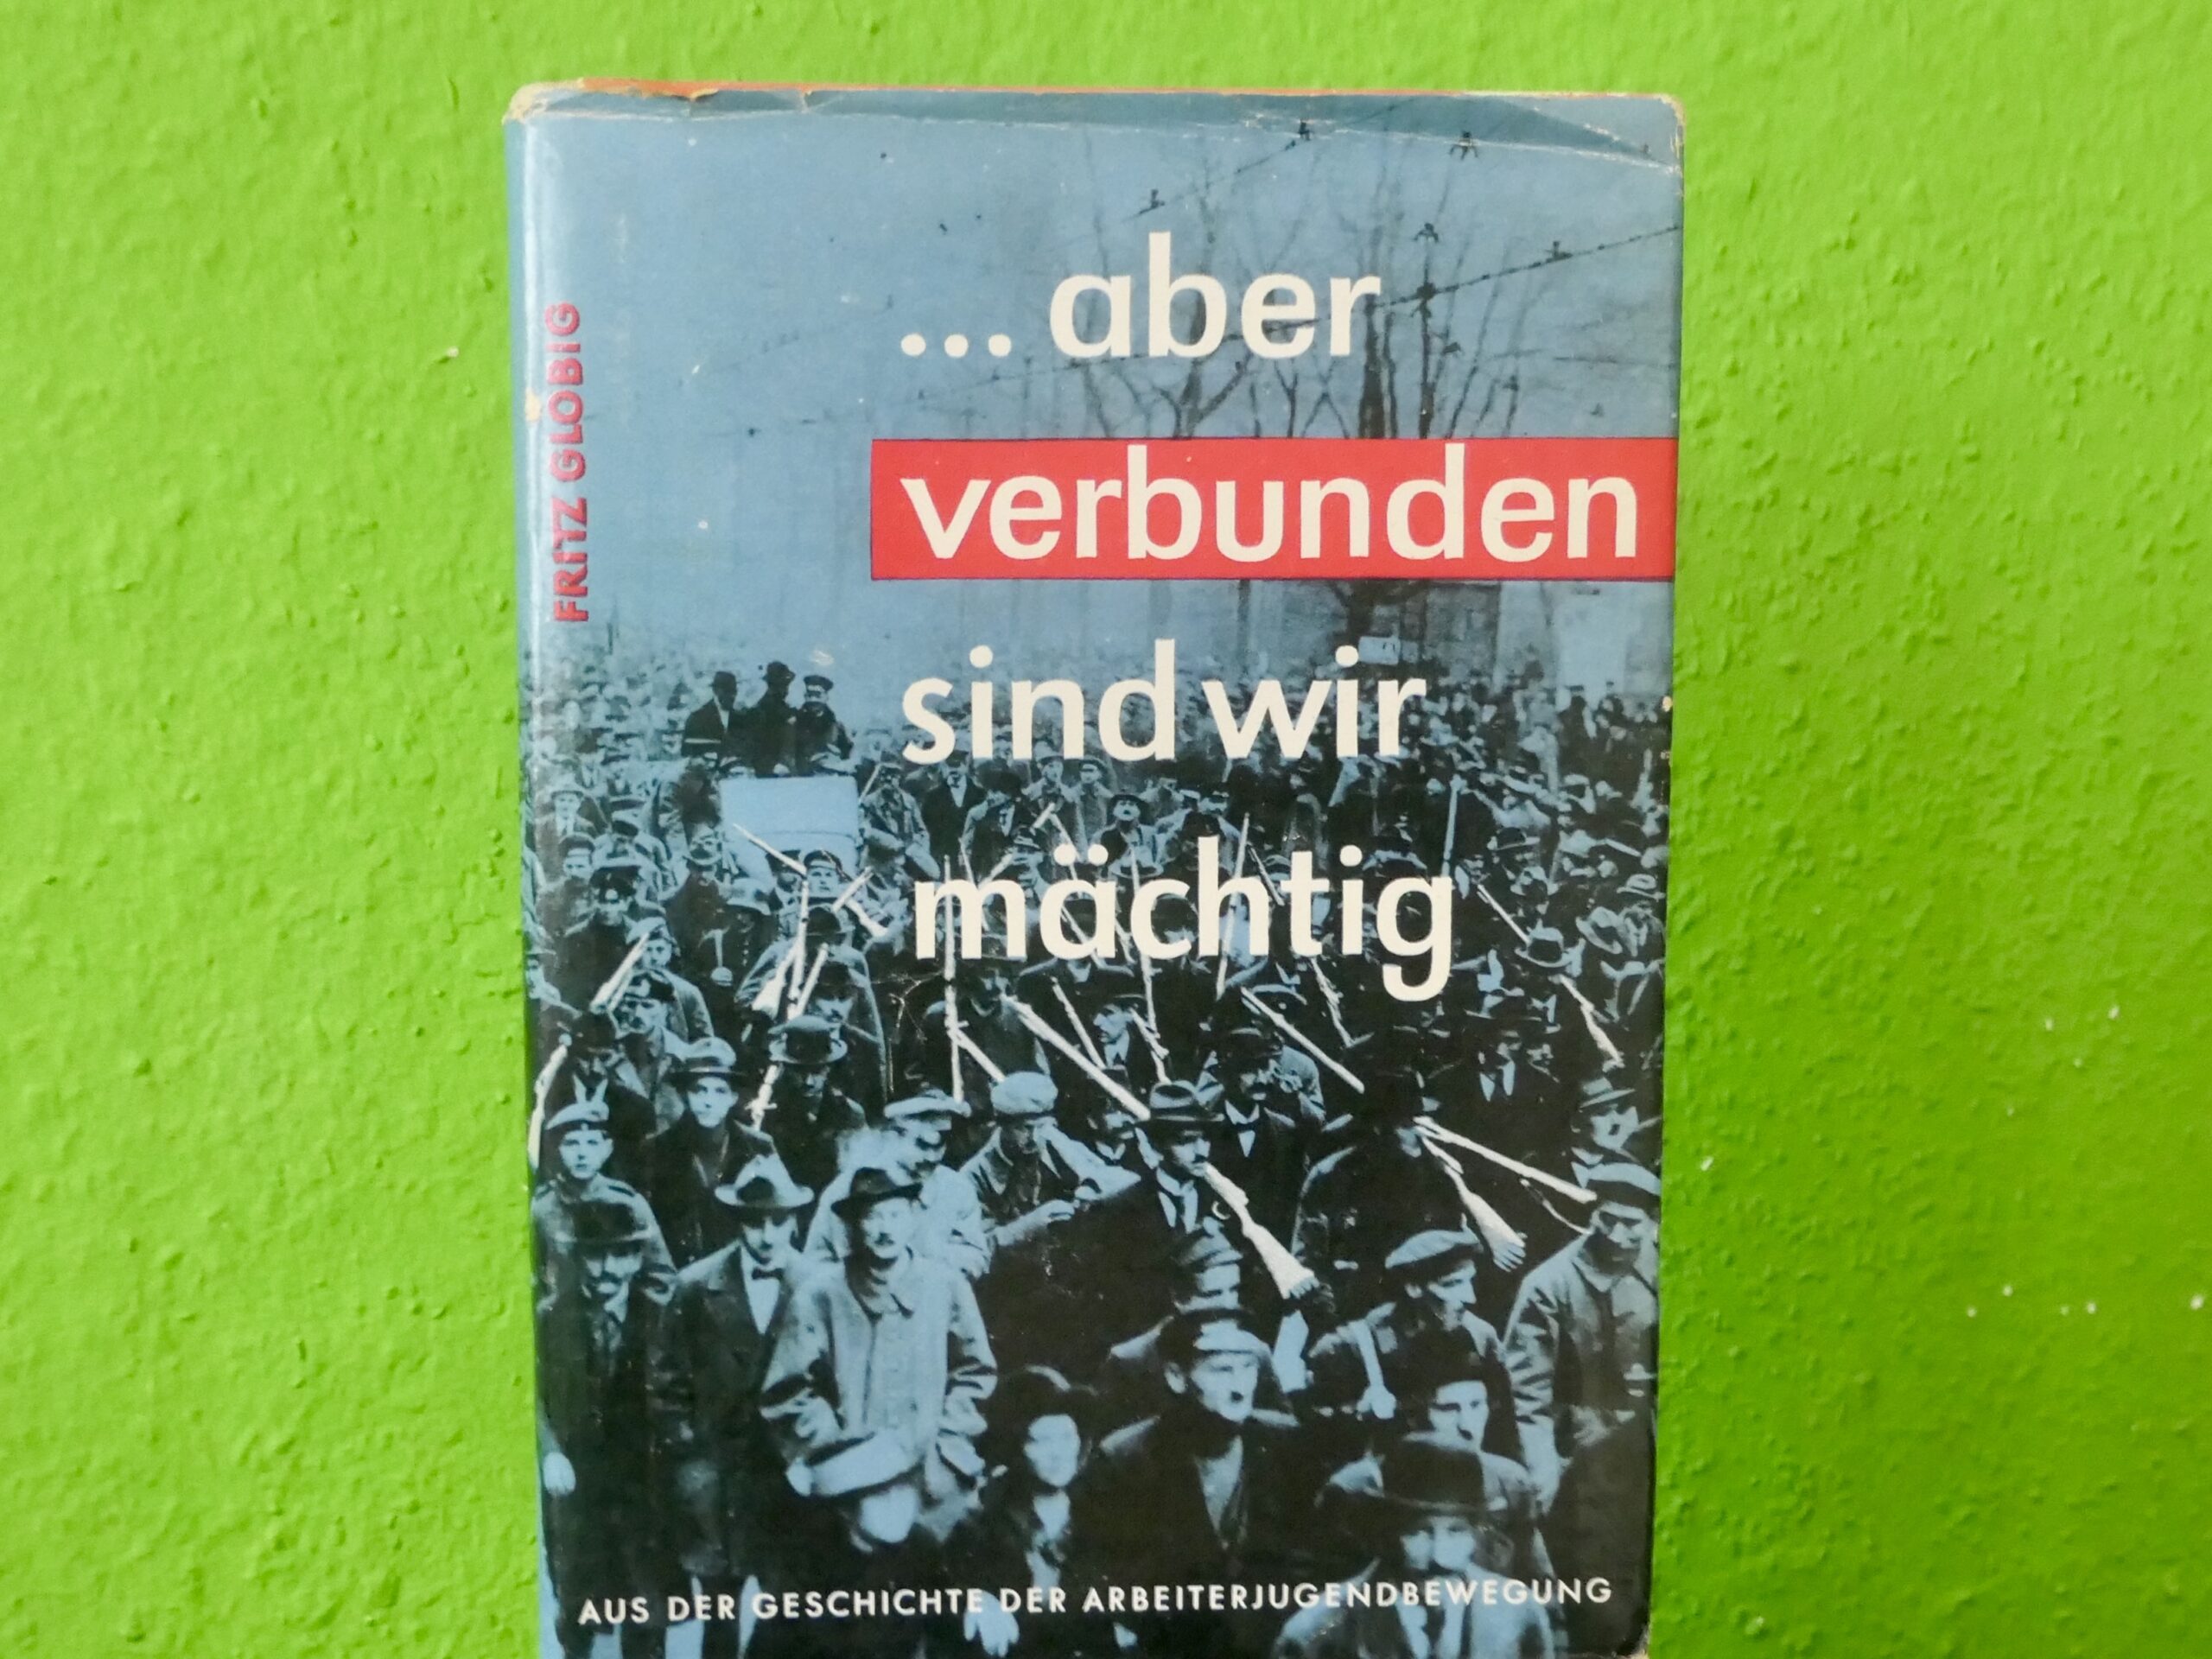 FRITZ GLOBIG
... aber
verbunden
sind wir
mächtig
AUS DER GESCHICHTE DER ARBEITERJUGENDBEWEGUNG